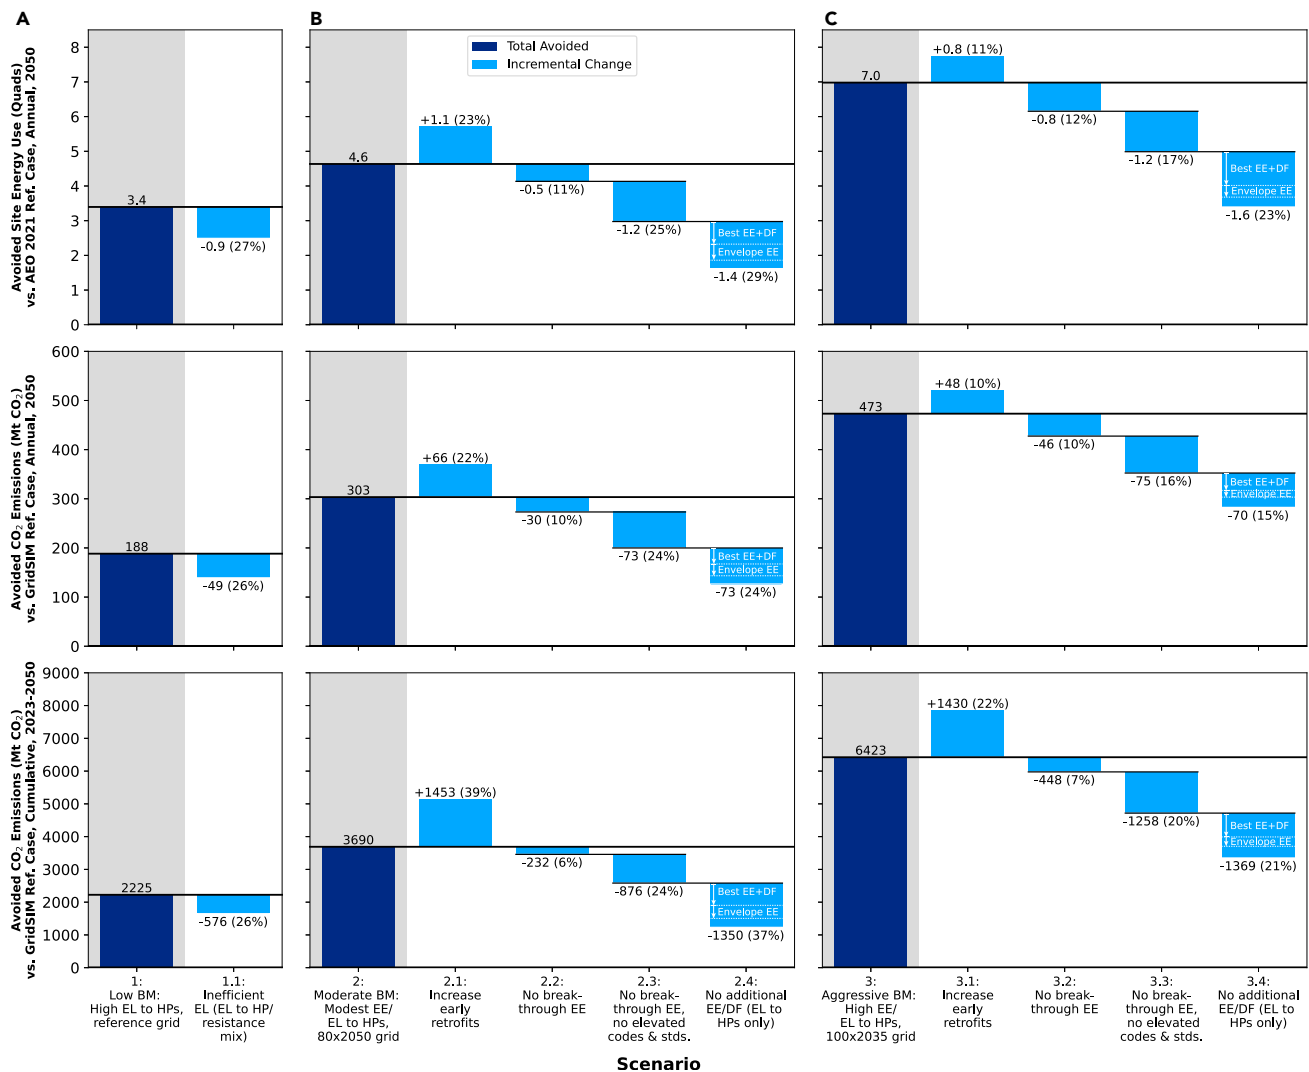 A
B
C
Avoided Site Energy Use (Quads)
vs. AEO 2021 Ref. Case, Annual, 2050
8
7
6
5
4
3
2
1
0
3.4
-0.9 (27%)
Total Avoided
Incremental Change
4.6
+1.1 (23%)
-0.5 (11%)
-1.2 (25%)
Best EE+DF
Envelope EE
-1.4 (29%)
7.0
+0.8 (11%)
-0.8 (12%)
-1.2 (17%)
Best EE+DF
Envelope EE
-1.6 (23%)
Avoided CO₂ Emissions (Mt CO₂)
vs. GridSIM Ref. Case, Annual, 2050
600
500
400
300
200
100
0
188
-49 (26%)
303
+66 (22%)
-30 (10%)
-73 (24%)
Best EE+DF
Envelope EE
-73 (24%)
473
+48 (10%)
-46 (10%)
-75 (16%)
Best EE+DF
Envelope EE
-70 (15%)
Avoided CO₂ Emissions (Mt CO₂)
vs. GridSIM Ref. Case, Cumulative, 2023-2050
9000
8000
7000
6000
5000
4000
3000
2000
1000
0
2225
-576 (26%)
3690
+1453 (39%)
-232 (6%)
-876 (24%)
Best EE+DF
Envelope EE
-1350 (37%)
6423
+1430 (22%)
-448 (7%)
-1258 (20%)
Best EE+DF
Envelope EE
-1369 (21%)
1:
Low BM:
High EL to HPs,
reference grid
1.1:
Inefficient
EL (EL to HP/
resistance
mix)
2:
Moderate BM:
Modest EE/
EL to HPs,
80x2050 grid
2.1:
Increase
early
retrofits
2.2:
No break-
through EE
2.3:
No break-
through EE,
no elevated
codes & stds.
2.4:
No additional
EE/DF (EL to
HPs only)
3:
Aggressive BM:
High EE/
EL to HPs,
100x2035 grid
3.1:
Increase
early
retrofits
3.2:
No break-
through EE
3.3:
No break-
through EE,
no elevated
codes & stds.
3.4:
No additional
EE/DF (EL to
HPs only)
Scenario